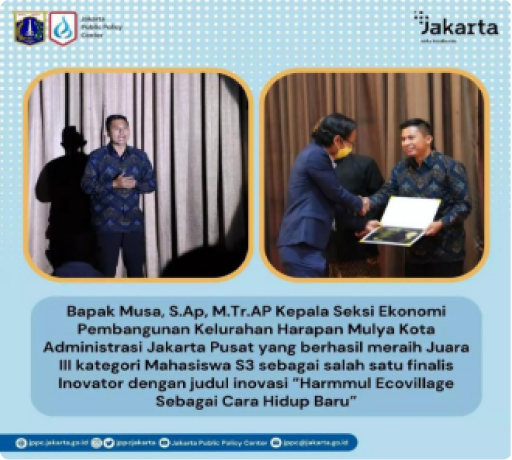 Jakarta
Public Policy
Center
Jakarta
Bapak Musa, S.Ap, M.Tr.AP Kepala Seksi Ekonomi
Pembangunan Kelurahan Harapan Mulya Kota
Administrasi Jakarta Pusat yang berhasil meraih Juara
III kategori Mahasiswa S3 sebagai salah satu finalis
Inovator dengan judul inovasi "Harmmul Ecovillage
Sebagai Cara Hidup Baru"
jppc.jakarta.go.id jppcjakarta Jakarta Public Policy Center jppc@jakarta.go.id